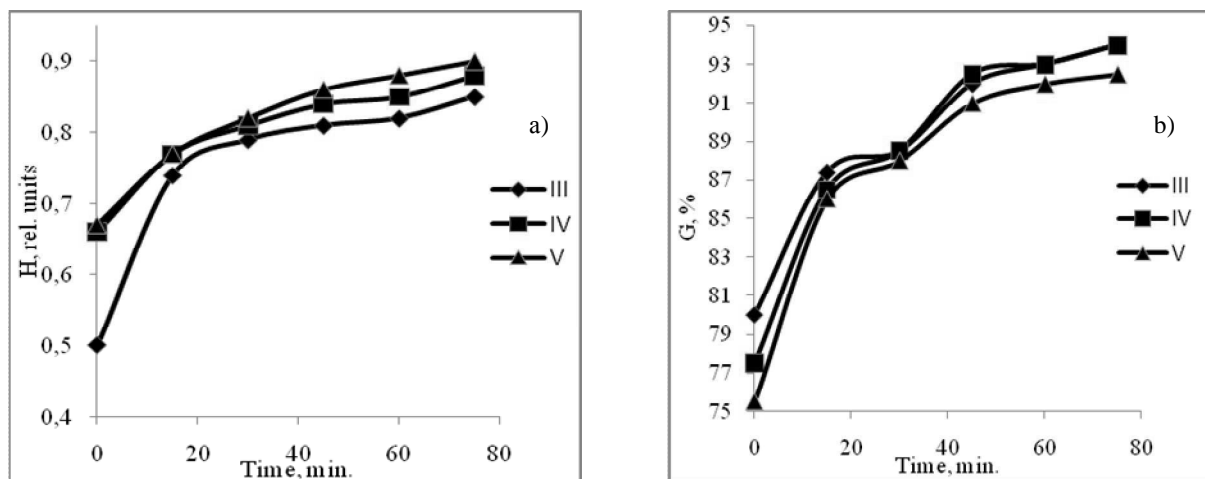 0,9
0,8
0,7
0,6
0,5
0,4
H, rel. units
0
20
40
60
80
Time, min.
a)
III
IV
V
95
93
91
89
87
85
83
81
79
77
75
G, %
0
20
40
60
80
Time, min.
b)
III
IV
V